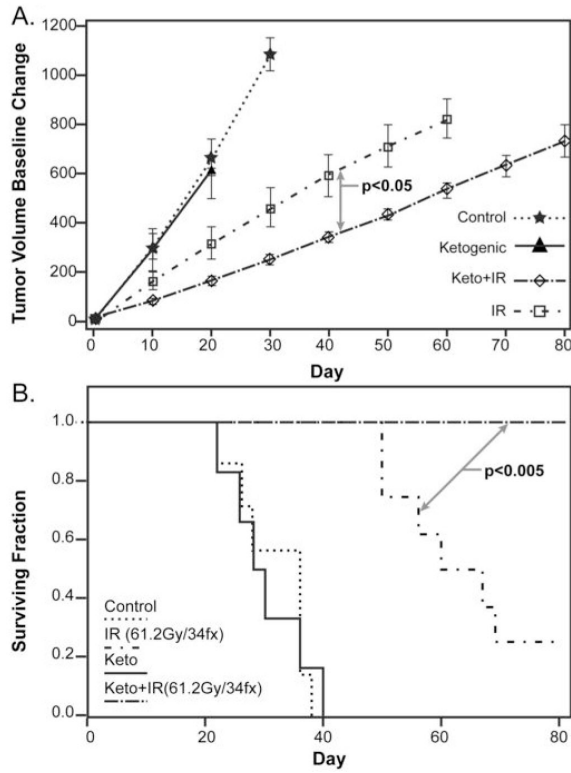 A.
Tumor Volume Baseline Change
1200
1000
800
600
400
200
0
p<0.05
Control
Ketogenic
Keto+IR
IR
0 10 20 30 40 50 60 70 80
Day
B.
Surviving Fraction
1.0
0.8
0.6
0.4
0.2
0.0
p<0.005
Control
IR (61.2Gy/34fx)
Keto
Keto+IR(61.2Gy/34fx)
0 20 40 60 80
Day